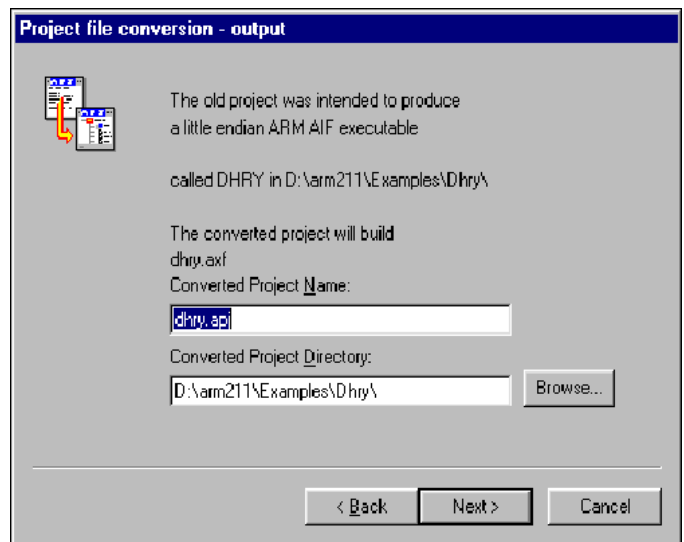 Project file conversion - output
The old project was intended to produce
a little endian ARM AIF executable
called DHRY in D:\arm211\Examples\Dhry\
The converted project will build
dhry.axf
Converted Project Name:
dhry.apj
Converted Project Directory:
D:\arm211\Examples\Dhry\
Browse...
< Back
Next >
Cancel